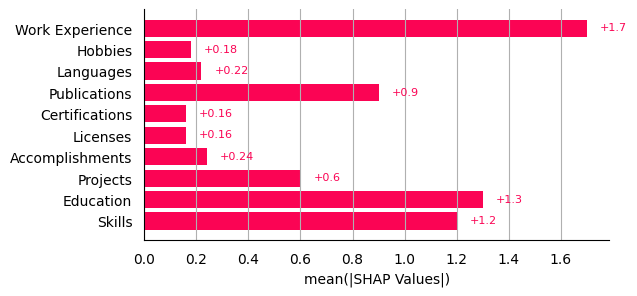 Work Experience +1.7
Hobbies +0.18
Languages +0.22
Publications +0.9
Certifications +0.16
Licenses +0.16
Accomplishments +0.24
Projects +0.6
Education +1.3
Skills +1.2
0.0 0.2 0.4 0.6 0.8 1.0 1.2 1.4 1.6
mean(|SHAP Values|)